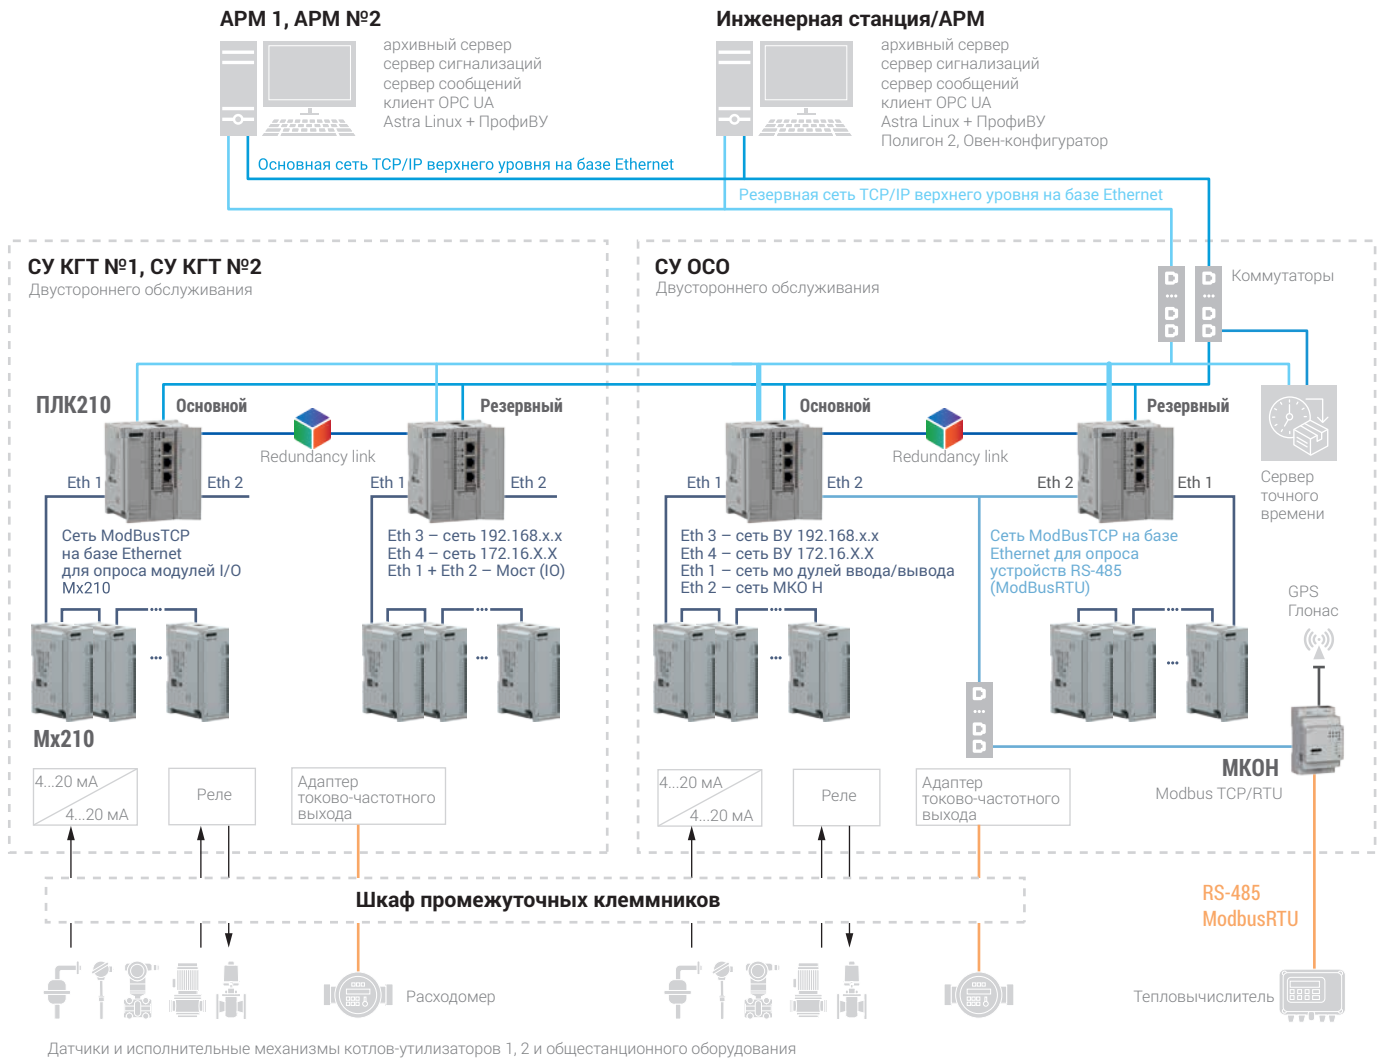 АРМ 1, АРМ №2
архивный сервер
сервер сигнализаций
сервер сообщений
клиент OPC UA
Astra Linux + ПрофиВУ
Инженерная станция/АРМ
архивный сервер
сервер сигнализаций
сервер сообщений
клиент OPC UA
Astra Linux + ПрофиВУ
Полигон 2, Овен-конфигуратор
Основная сеть TCP/IP верхнего уровня на базе Ethernet
Резервная сеть TCP/IP верхнего уровня на базе Ethernet
СУ КГТ №1, СУ КГТ №2
Двустороннего обслуживания
СУ ОСО
Двустороннего обслуживания
Коммутаторы
ПЛК210
Основной
Резервный
Redundancy link
Eth 1
Eth 2
Eth 1
Eth 2
Основной
Резервный
Redundancy link
Eth 1
Eth 2
Eth 2
Eth 1
Сервер
точного
времени
Сеть ModBusTCP
на базе Ethernet
для опроса модулей I/O
Mx210
Eth 3 – сеть 192.168.x.x
Eth 4 – сеть 172.16.X.X
Eth 1 + Eth 2 – Мост (IO)
Eth 3 – сеть ВУ 192.168.x.x
Eth 4 – сеть ВУ 172.16.X.X
Eth 1 – сеть мо дулей ввода/вывода
Eth 2 – сеть МКО Н
Сеть ModBusTCP на базе
Ethernet для опроса
устройств RS-485
(ModBusRTU)
GPS
Глонас
Мх210
МКОН
Modbus TCP/RTU
4...20 мА
4...20 мА
Реле
Адаптер
токово-частотного
выхода
4...20 мА
4...20 мА
Реле
Адаптер
токово-частотного
выхода
Шкаф промежуточных клеммников
RS-485
ModbusRTU
Расходомер
Тепловычислитель
Датчики и исполнительные механизмы котлов-утилизаторов 1, 2 и общестанционного оборудования